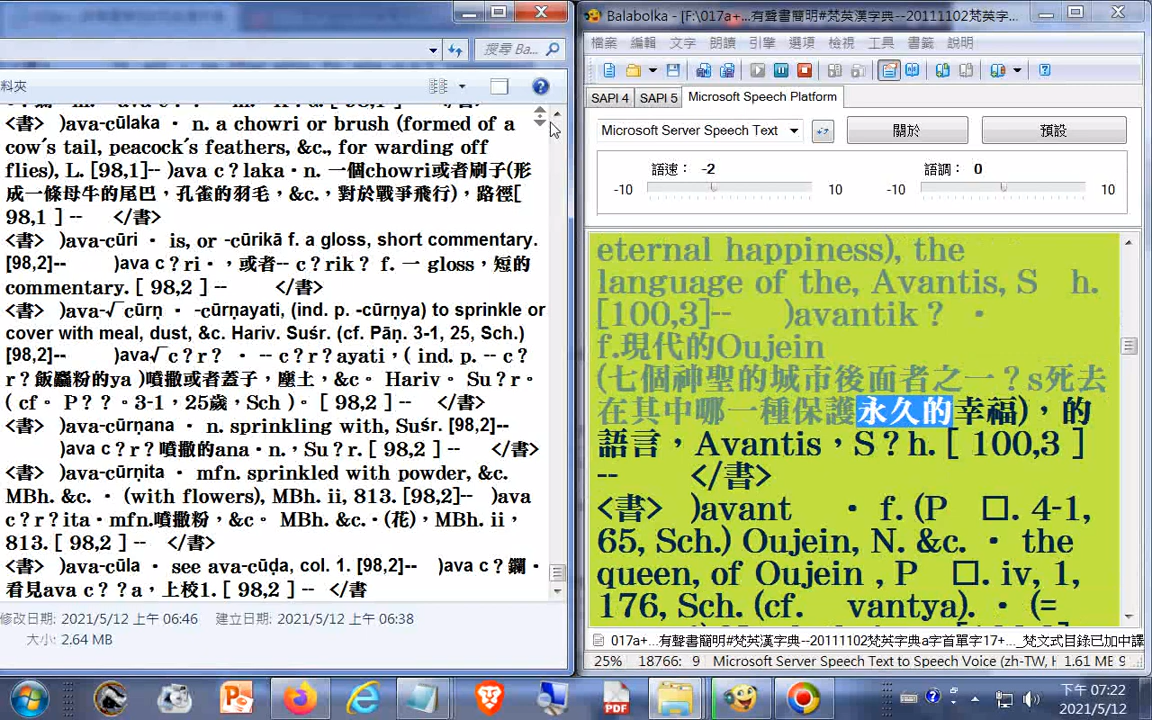 搜尋 Ba...
料夾
<書> )ava-cūlaka ‧ n. a chowri or brush (formed of a
cow's tail, peacock's feathers, &c., for warding off
flies), L. [98,1]-- )ava c?laka‧n. 一個chowri或者刷子(形
成一條母牛的尾巴，孔雀的羽毛，&c.，對於戰爭飛行)，路徑[
98,1 ] -- </書>
<書> )ava-cūri ‧ is, or -cūrikā f. a gloss, short commentary.
[98,2]-- )ava c?ri‧，或者-- c?rik? f. 一 gloss，短的
commentary. [ 98,2 ] -- </書>
<書> )ava-√cūrṇ ‧ -cūrṇayati, (ind. p. -cūrṇya) to sprinkle or
cover with meal, dust, &c. Hariv. Suśr. (cf. Pāṇ. 3-1, 25, Sch.)
[98,2]-- )ava√c?r? ‧ -- c?r?ayati，( ind. p. -- c?
r?飯廳粉的ya )噴撒或者蓋子，塵土，&c。 Hariv。 Su?r。
( cf。 P??。3-1，25歲，Sch )。 [ 98,2 ] -- </書>
<書> )ava-cūrṇana ‧ n. sprinkling with, Suśr. [98,2]--
)ava c?r?噴撒的ana‧n.，Su?r. [ 98,2 ] -- </書>
<書> )ava-cūrṇita ‧ mfn. sprinkled with powder, &c.
MBh. &c. ‧ (with flowers), MBh. ii, 813. [98,2]-- )ava
c?r?ita‧mfn.噴撒粉，&c。 MBh. &c.‧(花)，MBh. ii，
813. [ 98,2 ] -- </書>
<書> )ava-cūla ‧ see ava-cūḍa, col. 1. [98,2]-- )ava c?鑭‧
看見ava c??a，上校1. [ 98,2 ] -- </書
修改日期: 2021/5/12 上午 06:46 建立日期: 2021/5/12 上午 06:38
大小: 2.64 MB
Balabolka - [F:\017a+...有聲書簡明#梵英漢字典--20111102梵英字...
檔案 編輯 文字 朗讀 引擎 選項 檢視 工具 書籤 說明
SAPI 4 SAPI 5 Microsoft Speech Platform
Microsoft Server Speech Text 關於 預設
語速: -2 語調: 0
-10 10 -10 10
eternal happiness), the
language of the, Avantis, S h.
[100,3]-- )avantik? ‧
f.現代的Oujein
(七個神聖的城市後面者之一?s死去
在其中哪一種保護永久的幸福)，的
語言，Avantis，S?h. [ 100,3 ]
-- </書>
<書> )avant ‧ f. (P □. 4-1,
65, Sch.) Oujein, N. &c. ‧ the
queen, of Oujein , P □. iv, 1,
176, Sch. (cf. vantya). ‧ (=
017a+...有聲書簡明#梵英漢字典--20111102梵英字典a字首單字17+..._梵文式目錄已加中譯
25% 18766: 9 Microsoft Server Speech Text to Speech Voice (zh-TW, H 1.61 ME 9
下午 07:22
2021/5/12